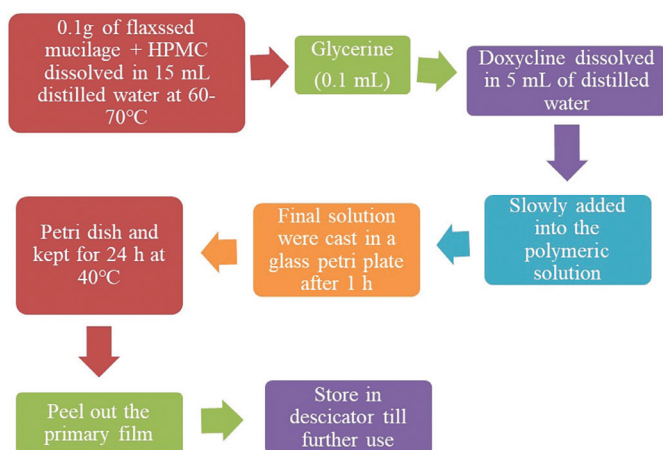 0.1g of flaxssed
mucilage + HPMC
dissolved in 15 mL
distilled water at 60-
70°C
Glycerine
(0.1 mL)
Doxycline dissolved
in 5 mL of distilled
water
Slowly added
into the
polymeric
solution
Final solution
were cast in a
glass petri plate
after 1 h
Petri dish and
kept for 24 h at
40°C
Peel out the
primary film
Store in
descicator till
further use